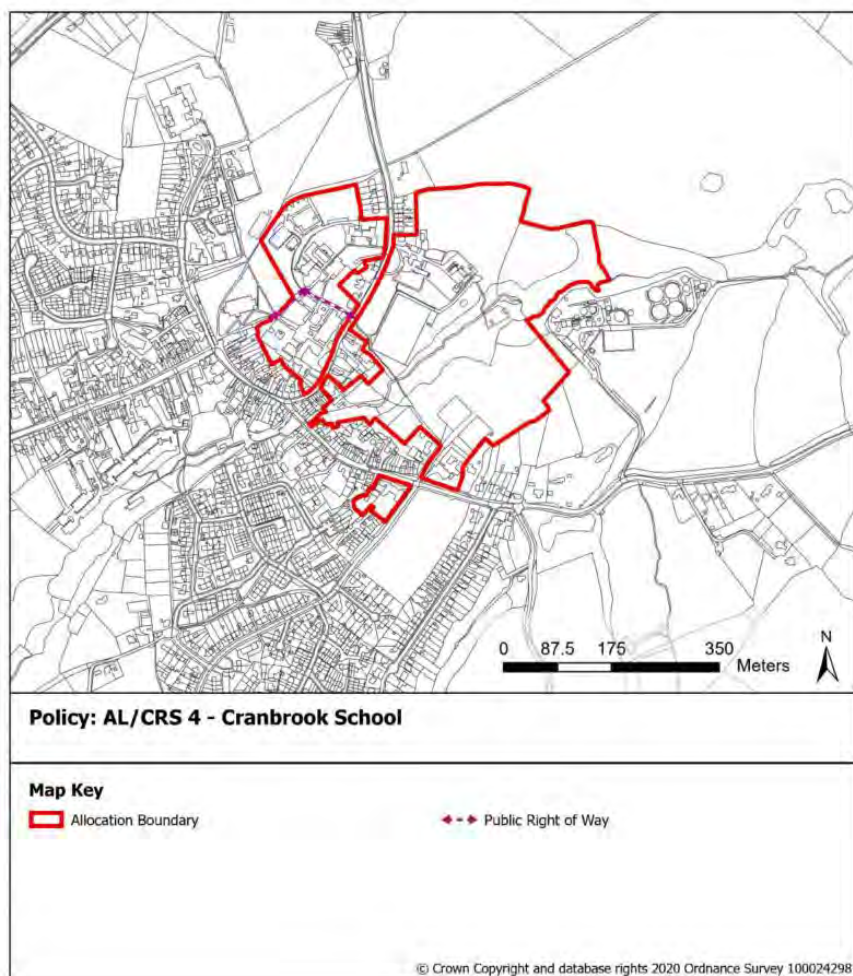 0 87.5 175 350
Meters
N
Policy: AL/CRS 4 - Cranbrook School
Map Key
Allocation Boundary
Public Right of Way
© Crown Copyright and database rights 2020 Ordnance Survey 100024298